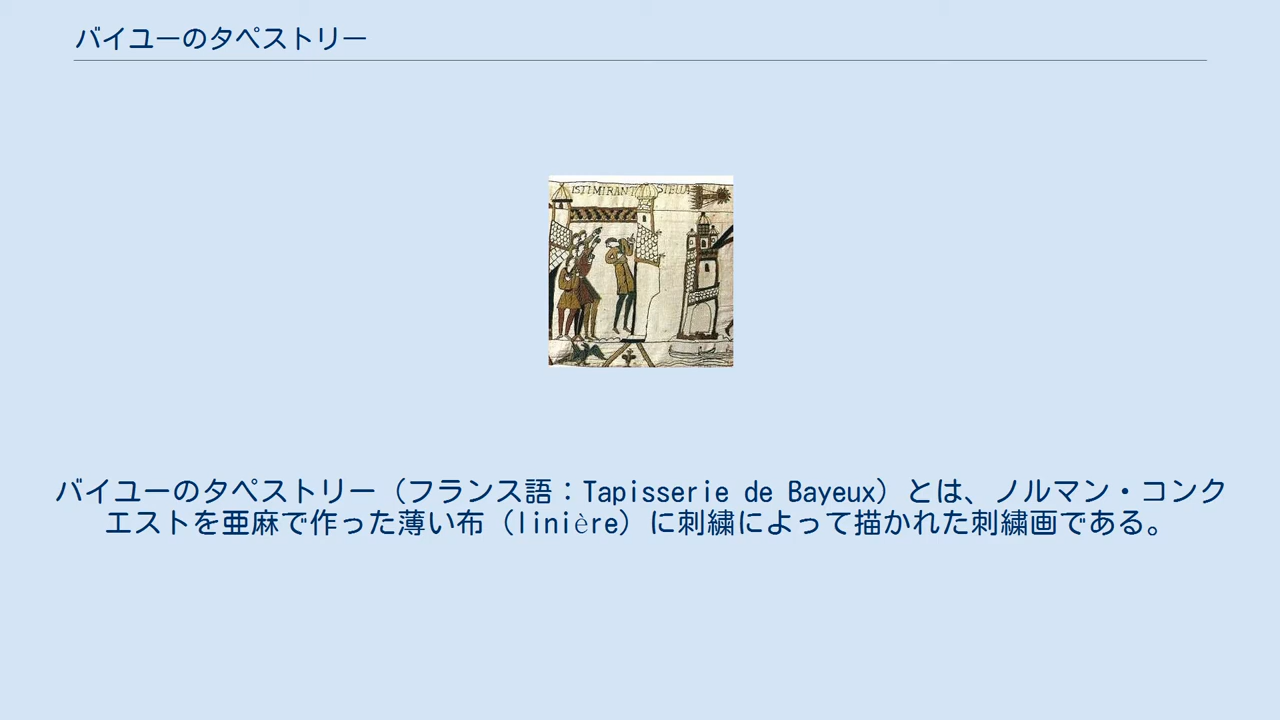 バイユーのタペストリー
ISTI MIRANT STELLA
バイユーのタペストリー（フランス語：Tapisserie de Bayeux）とは、ノルマン・コンク
エストを亜麻で作った薄い布（linière）に刺繍によって描かれた刺繍画である。